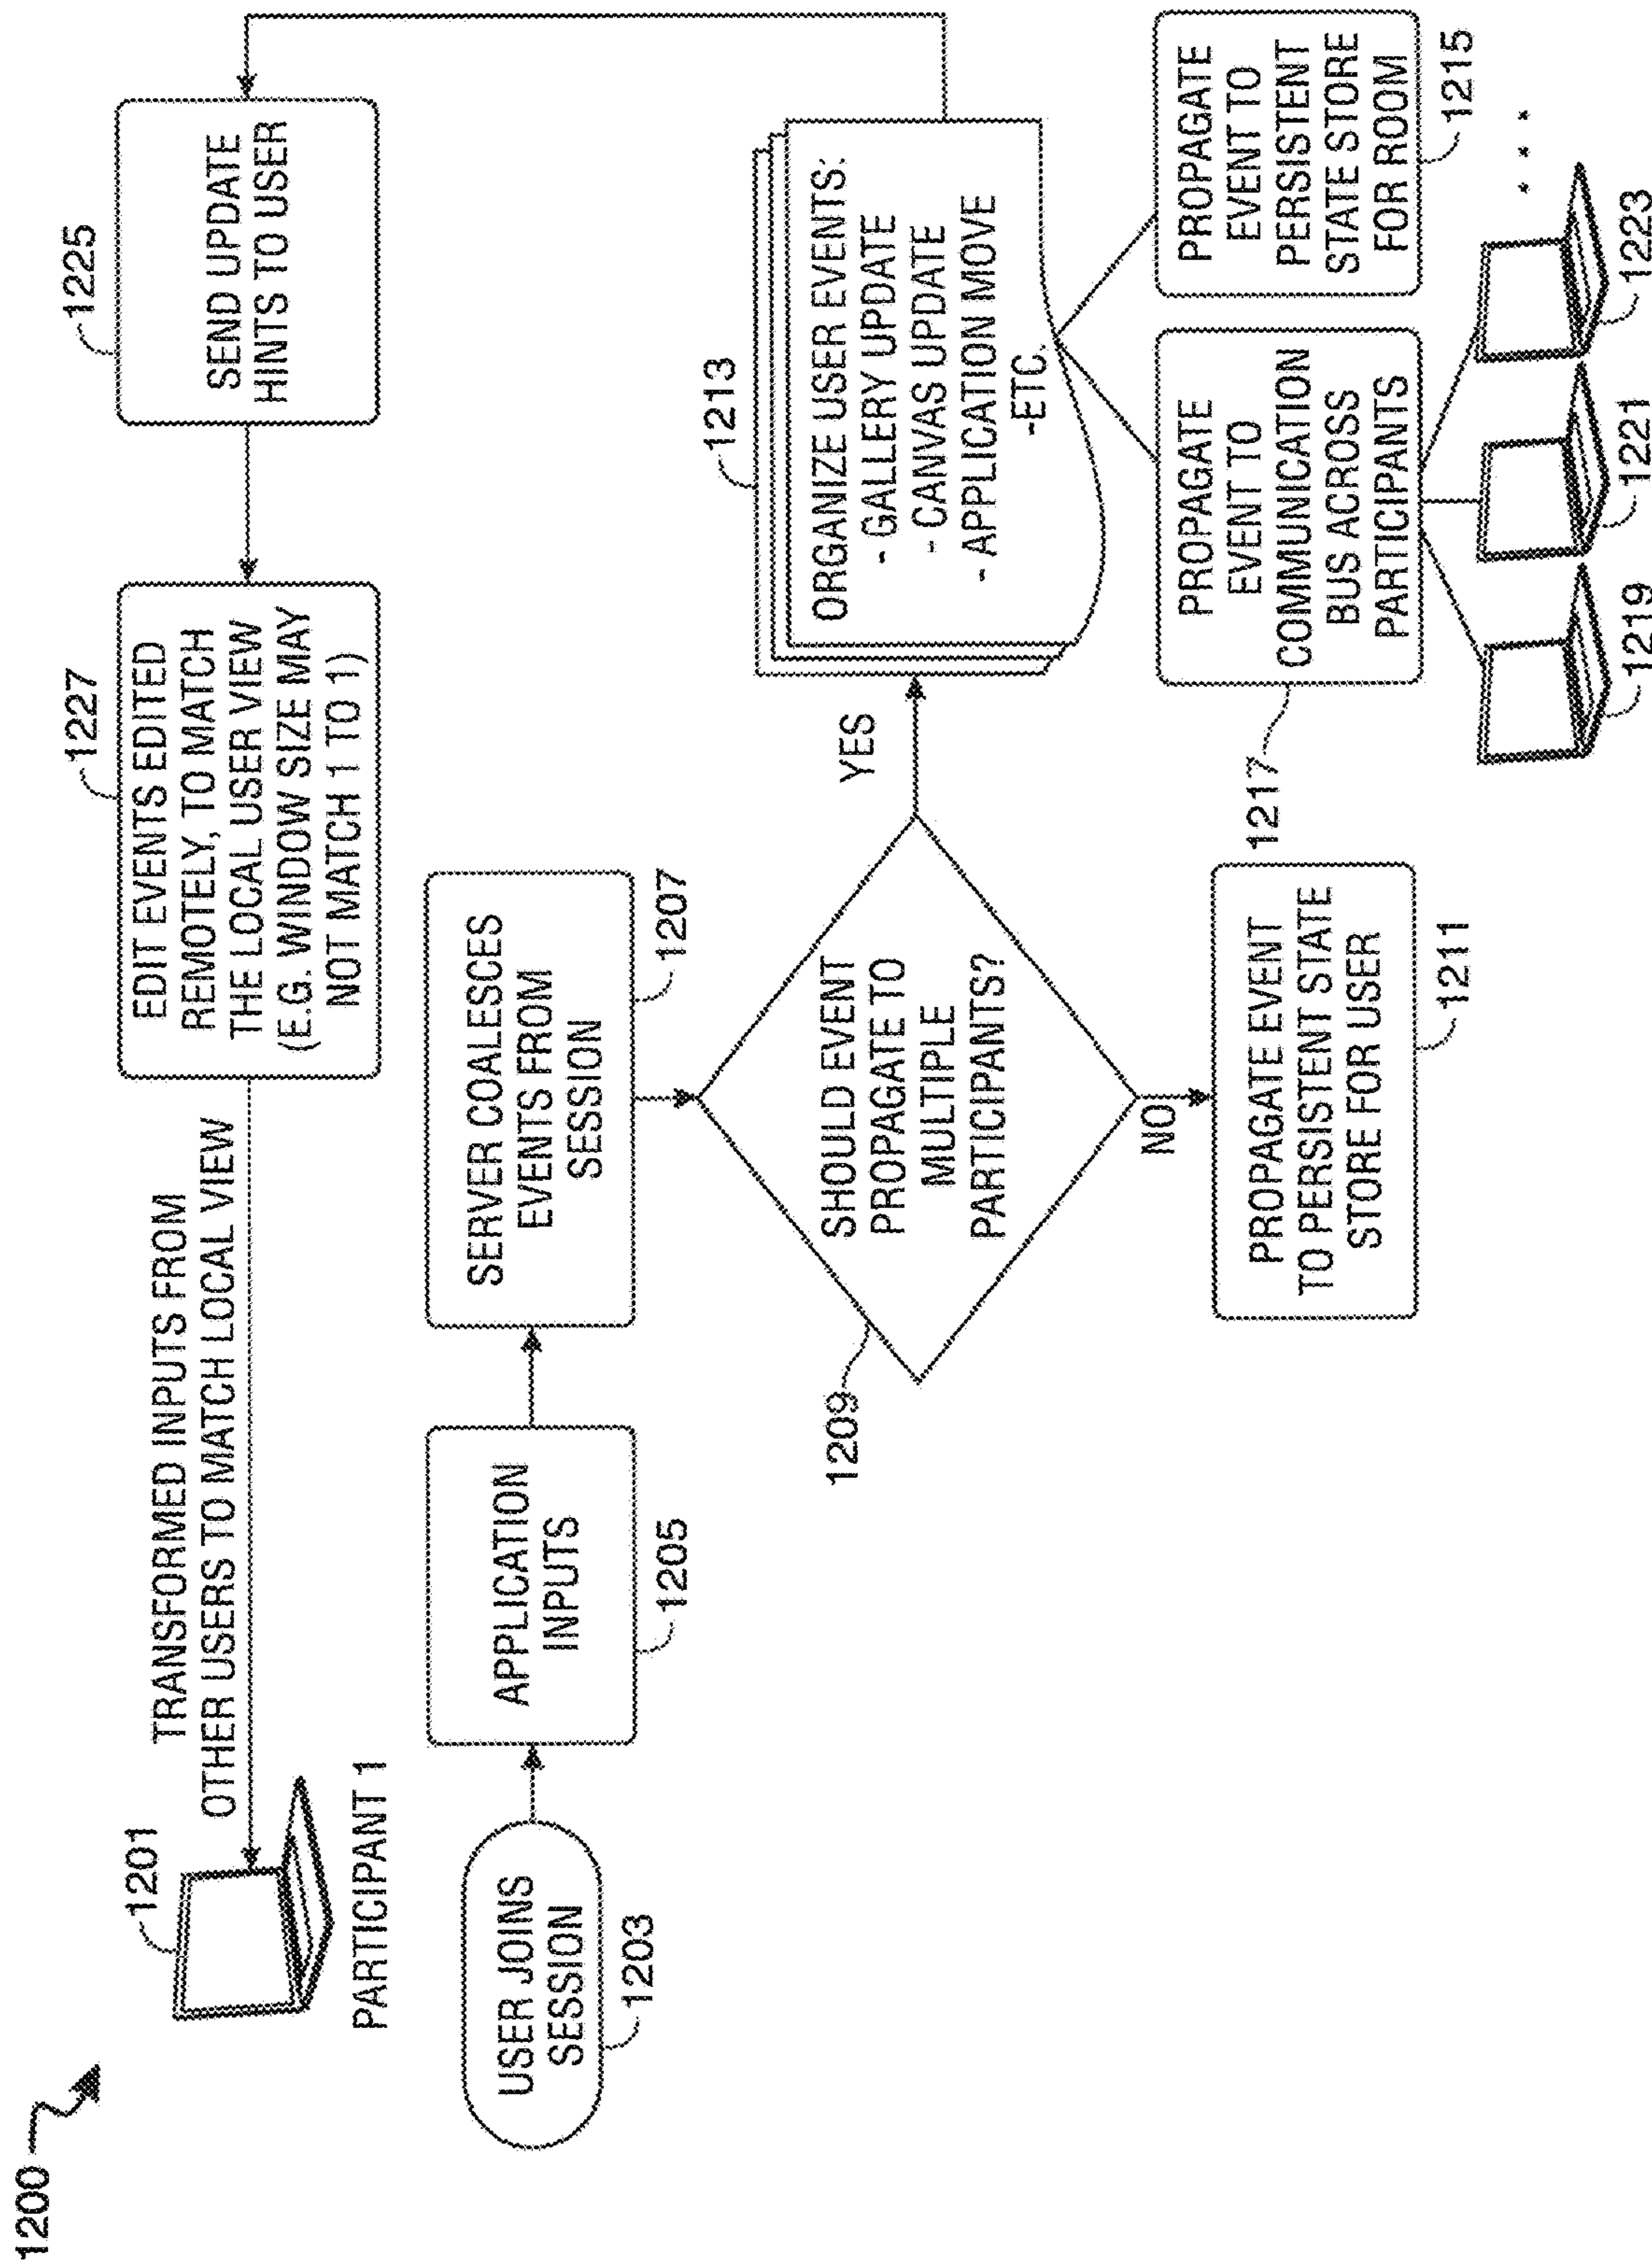 1200
1201
PARTICIPANT 1
TRANSFORMED INPUTS FROM
OTHER USERS TO MATCH LOCAL VIEW
1227
EDIT EVENTS EDITED
REMOTELY, TO MATCH
THE LOCAL USER VIEW
(E.G. WINDOW SIZE MAY
NOT MATCH 1 TO 1)
1225
SEND UPDATE
HINTS TO USER
USER JOINS
SESSION
1203
APPLICATION
INPUTS
1205
SERVER COALESCES
EVENTS FROM
SESSION
1207
1209
SHOULD EVENT
PROPAGATE TO
MULTIPLE
PARTICIPANTS?
YES
NO
PROPAGATE EVENT
TO PERSISTENT STATE
STORE FOR USER
1211
1213
ORGANIZE USER EVENTS:
- GALLERY UPDATE
- CANVAS UPDATE
- APPLICATION MOVE
-ETC.
1217
PROPAGATE
EVENT TO
COMMUNICATION
BUS ACROSS
PARTICIPANTS
PROPAGATE
EVENT TO
PERSISTENT
STATE STORE
FOR ROOM
1215
1219
1221
1223
. . .